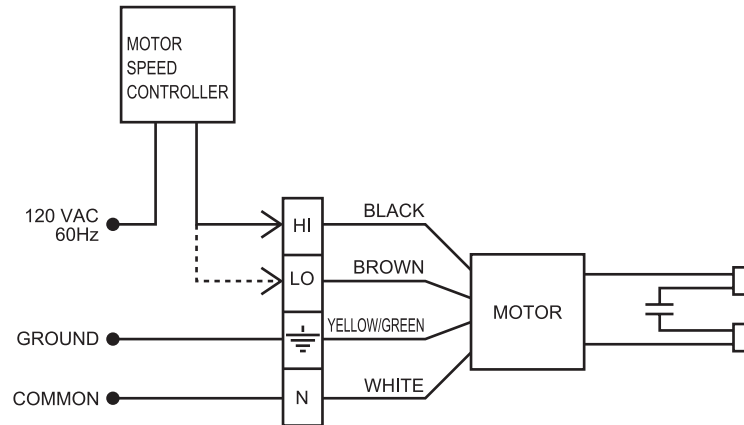 MOTOR
SPEED
CONTROLLER
120 VAC
60Hz
HI
BLACK
LO
BROWN
MOTOR
GROUND
YELLOW/GREEN
COMMON
N
WHITE